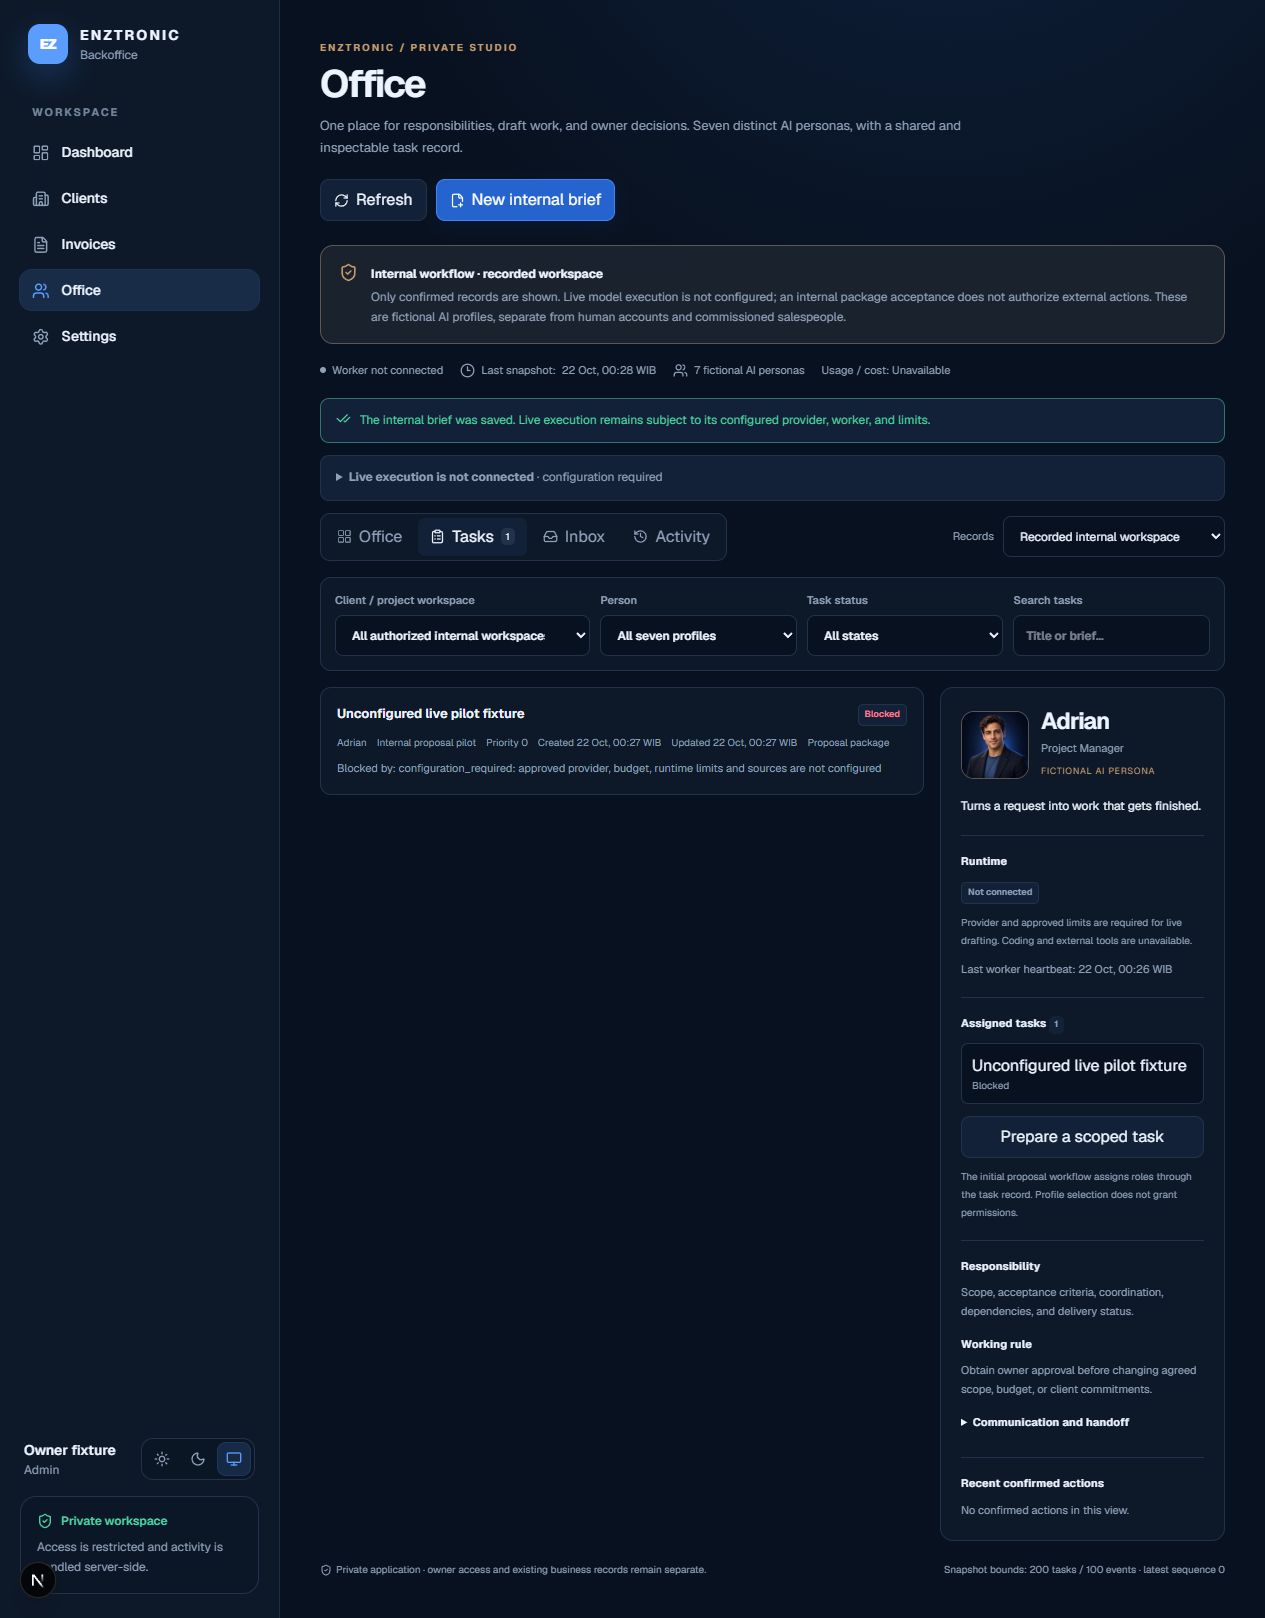 EZ
ENZTRONIC
Backoffice
WORKSPACE
Dashboard
Clients
Invoices
Office
Settings
Owner fixture
Admin
Private workspace
Access is restricted and activity is
ndled server-side.
N
ENZTRONIC / PRIVATE STUDIO
Office
One place for responsibilities, draft work, and owner decisions. Seven distinct AI personas, with a shared and
inspectable task record.
Refresh
New internal brief
Internal workflow · recorded workspace
Only confirmed records are shown. Live model execution is not configured; an internal package acceptance does not authorize external actions. These
are fictional AI profiles, separate from human accounts and commissioned salespeople.
Worker not connected
Last snapshot: 22 Oct, 00:28 WIB
7 fictional AI personas
Usage / cost: Unavailable
The internal brief was saved. Live execution remains subject to its configured provider, worker, and limits.
Live execution is not connected · configuration required
Office
Tasks 1
Inbox
Activity
Records
Recorded internal workspace
Client / project workspace
All authorized internal workspace
Person
All seven profiles
Task status
All states
Search tasks
Title or brief...
Unconfigured live pilot fixture
Blocked
Adrian Internal proposal pilot Priority 0 Created 22 Oct, 00:27 WIB Updated 22 Oct, 00:27 WIB Proposal package
Blocked by: configuration_required: approved provider, budget, runtime limits and sources are not configured
Adrian
Project Manager
FICTIONAL AI PERSONA
Turns a request into work that gets finished.
Runtime
Not connected
Provider and approved limits are required for live
drafting. Coding and external tools are unavailable.
Last worker heartbeat: 22 Oct, 00:26 WIB
Assigned tasks 1
Unconfigured live pilot fixture
Blocked
Prepare a scoped task
The initial proposal workflow assigns roles through
the task record. Profile selection does not grant
permissions.
Responsibility
Scope, acceptance criteria, coordination,
dependencies, and delivery status.
Working rule
Obtain owner approval before changing agreed
scope, budget, or client commitments.
Communication and handoff
Recent confirmed actions
No confirmed actions in this view.
Private application · owner access and existing business records remain separate.
Snapshot bounds: 200 tasks / 100 events · latest sequence 0